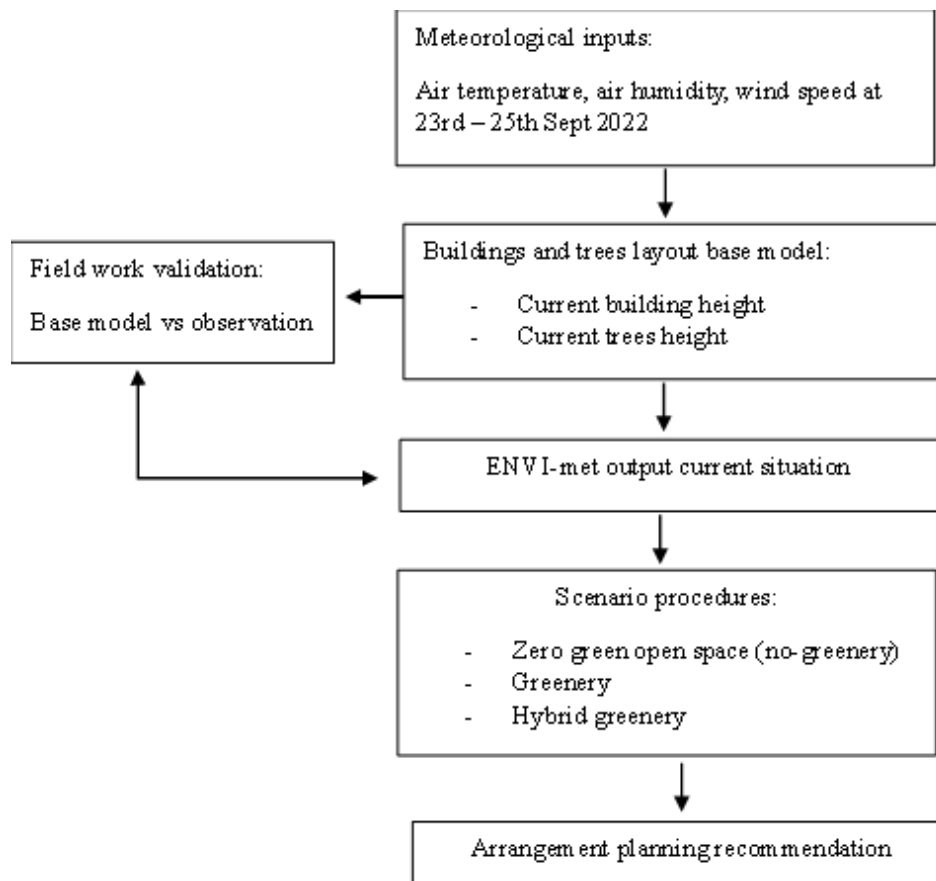 Meteorological inputs:
Air temperature, air humidity, wind speed at
23rd – 25th Sept 2022
Buildings and trees layout base model:
- Current building height
- Current trees height
Field work validation:
Base model vs observation
ENVI-met output current situation
Scenario procedures:
- Zero green open space (no-greenery)
- Greenery
- Hybrid greenery
Arrangement planning recommendation